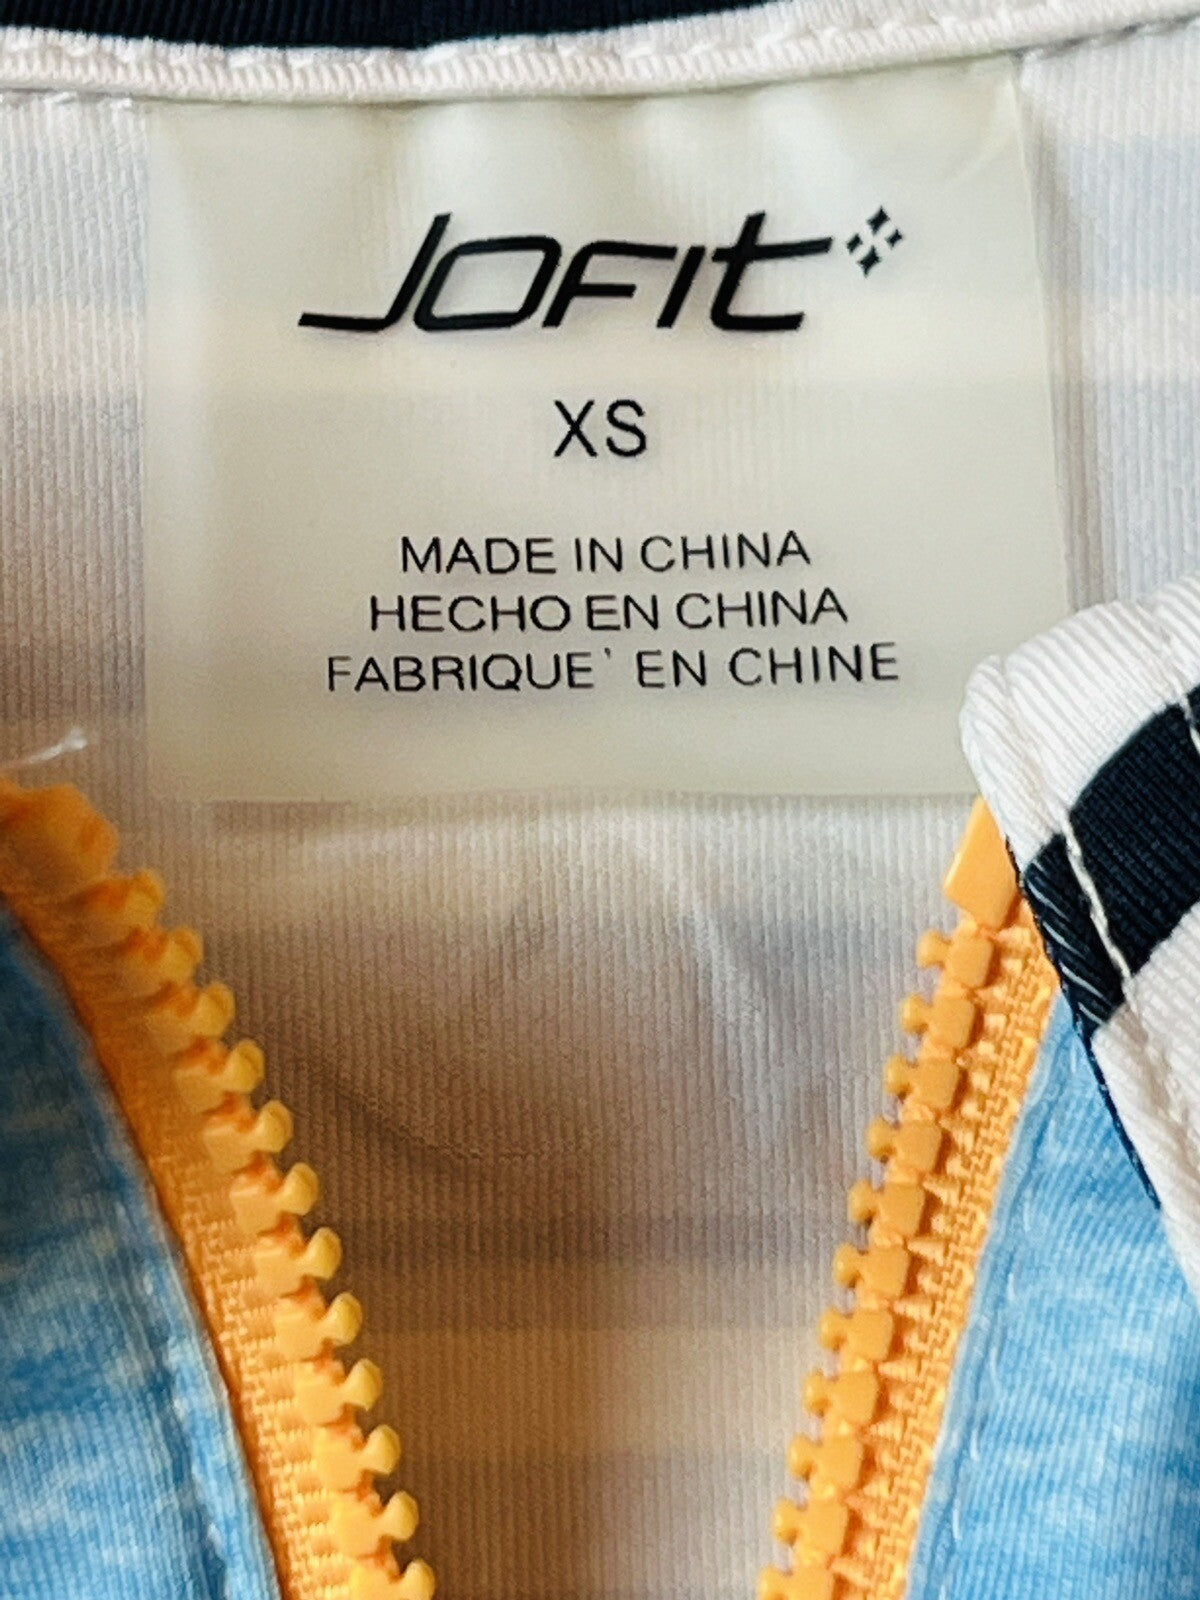 JOFIT
XS
MADE IN CHINA
HECHO EN CHINA
FABRIQUE' EN CHINE